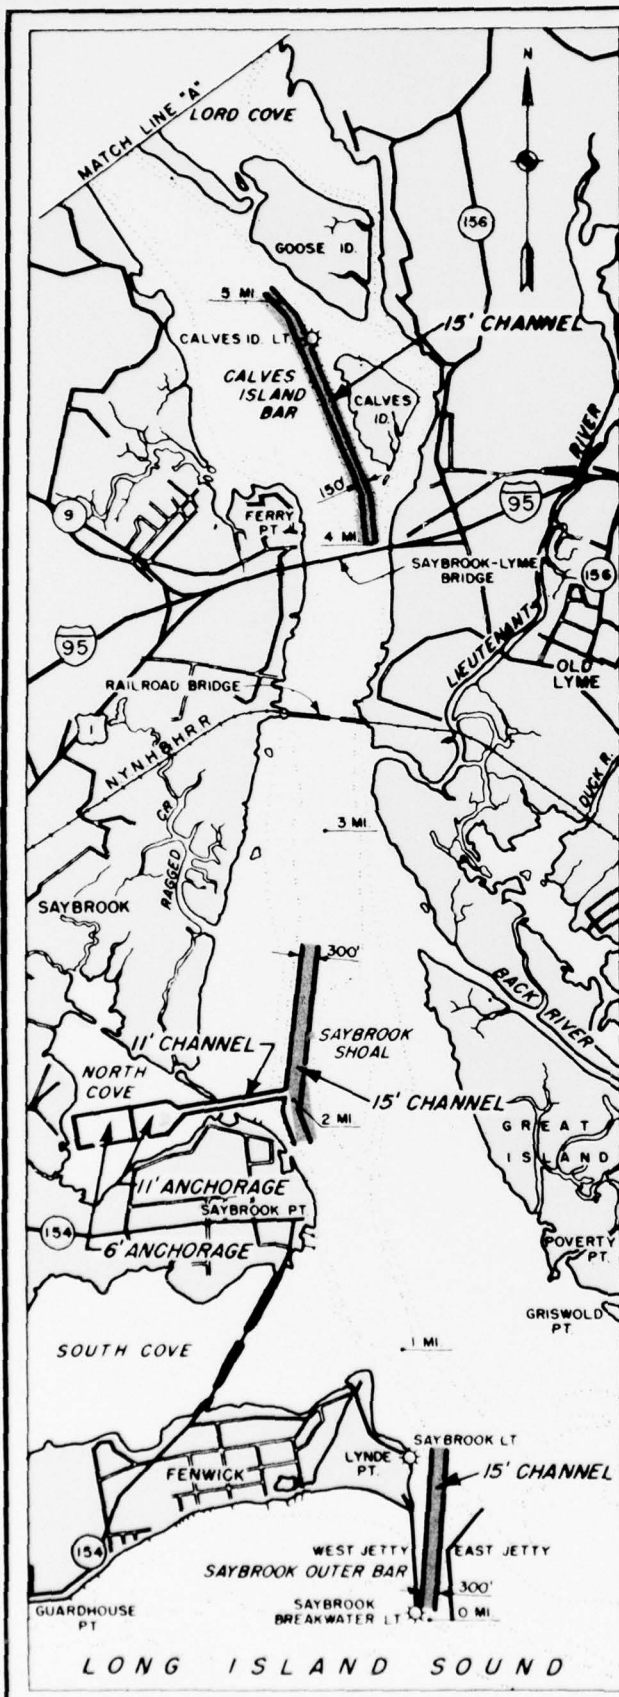 MATCH LINE "A"
LORD COVE
N
156
GOOSE ID.
5 MI
15' CHANNEL
CALVES ID. LT.
CALVES
ISLAND
BAR
CALVES
ID.
RIVER
150'
9
FERRY
PT.
95
4 MI
SAYBROOK-LYME
BRIDGE
156
95
LIEUTENANT
OLD
LYME
RAILROAD BRIDGE
1
NYNH&HRR
DUCK R.
3 MI
RAGGED CR
SAYBROOK
300'
BACK RIVER
11' CHANNEL
SAYBROOK
SHOAL
NORTH
COVE
15' CHANNEL
2 MI
GREAT
ISLAND
11' ANCHORAGE
SAYBROOK PT
154
6' ANCHORAGE
POVERTY
PT.
GRISWOLD
PT
SOUTH COVE
1 MI
SAYBROOK LT
LYNDE
PT.
FENWICK
15' CHANNEL
154
WEST JETTY
EAST JETTY
SAYBROOK OUTER BAR
300'
SAYBROOK
BREAKWATER LT
0 MI
GUARDHOUSE
PT
LONG ISLAND SOUND